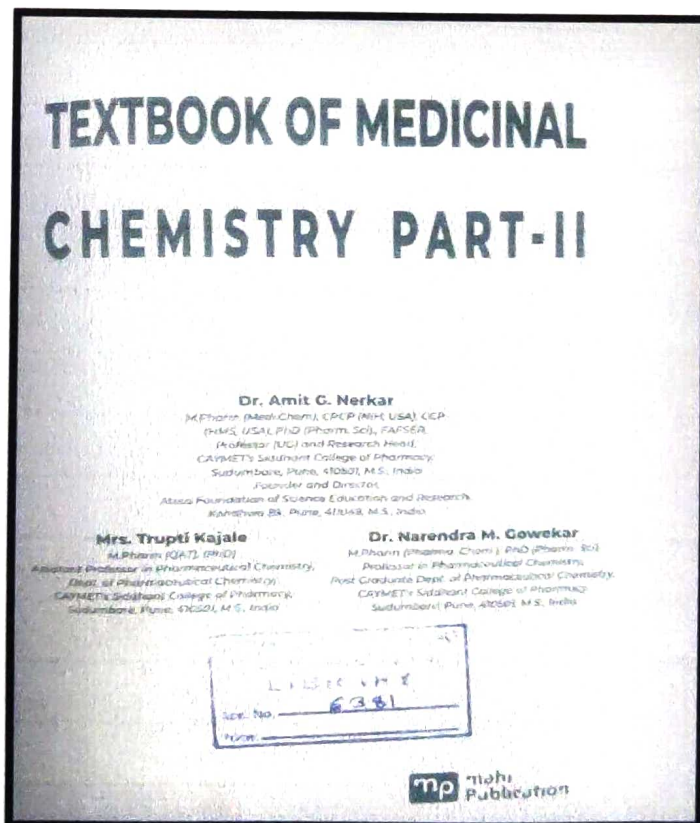 TEXTBOOK OF MEDICINAL
CHEMISTRY PART-II
Dr. Amit G. Nerkar
M.Pharm (Medi.Chem), CPCP (NIH, USA), CCP
(HMS, USA), PhD (Pharm. Sci), FAFSER,
Professor (UG) and Research Head,
CAYMET's Siddhant College of Pharmacy,
Sudumbare, Pune, M.S., India
Founder and Director,
Foundation of Science Education and Research
Pune, M.S., India
Mrs. Trupti Kajale
M.Pharm (QAT), (PhD)
Assistant Professor in Pharmaceutical Chemistry,
Dept. of Pharmaceutical Chemistry,
CAYMET's Siddhant College of Pharmacy,
Sudumbare, Pune, M.S., India
Dr. Narendra M. Gowekar
M.Pharm (Pharma. Chem.), PhD (Pharm. Sci)
Professor in Pharmaceutical Chemistry,
Post Graduate Dept. of Pharmaceutical Chemistry,
CAYMET's Siddhant College of Pharmacy
Sudumbare, Pune, M.S., India
LIBRARY
Acc. No. 6381
mp mahi
Publication